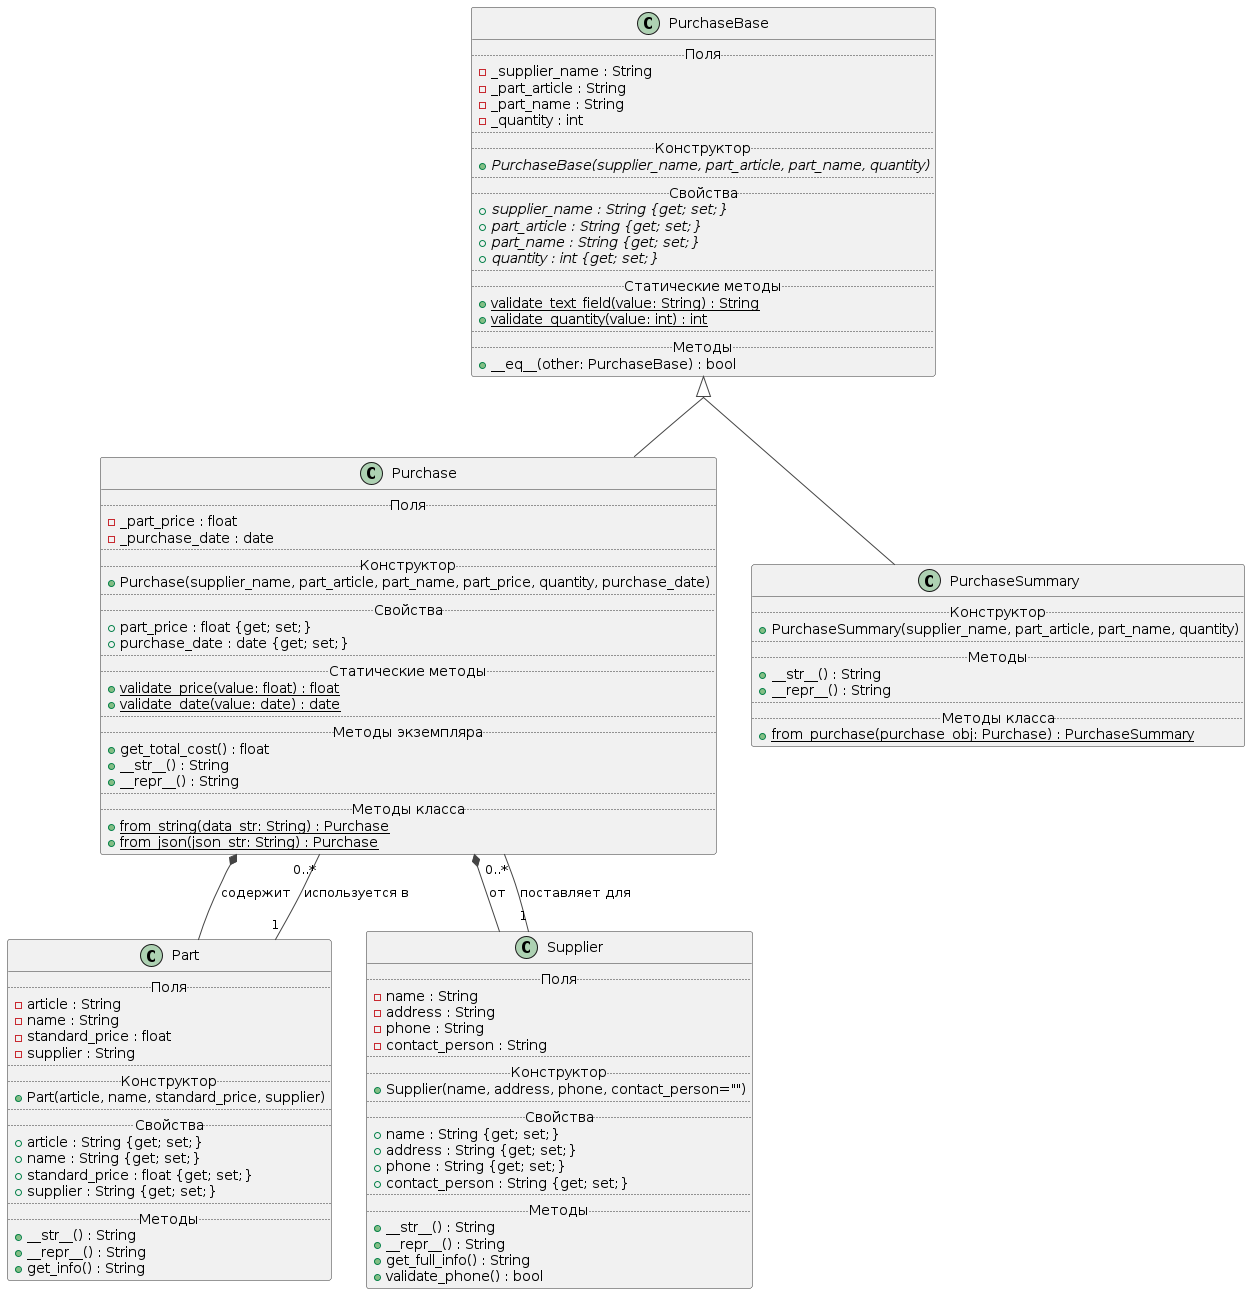 C PurchaseBase
Поля
_supplier_name : String
_part_article : String
_part_name : String
_quantity : int
Конструктор
PurchaseBase(supplier_name, part_article, part_name, quantity)
Свойства
supplier_name : String {get; set;}
part_article : String {get; set;}
part_name : String {get; set;}
quantity : int {get; set;}
Статические методы
validate_text_field(value: String) : String
validate_quantity(value: int) : int
Методы
__eq__(other: PurchaseBase) : bool
C Purchase
Поля
_part_price : float
_purchase_date : date
Конструктор
Purchase(supplier_name, part_article, part_name, part_price, quantity, purchase_date)
Свойства
part_price : float {get; set;}
purchase_date : date {get; set;}
Статические методы
validate_price(value: float) : float
validate_date(value: date) : date
Методы экземпляра
get_total_cost() : float
__str__() : String
__repr__() : String
Методы класса
from_string(data_str: String) : Purchase
from_json(json_str: String) : Purchase
C PurchaseSummary
Конструктор
PurchaseSummary(supplier_name, part_article, part_name, quantity)
Методы
__str__() : String
__repr__() : String
Методы класса
from_purchase(purchase_obj: Purchase) : PurchaseSummary
0..*
0..*
содержит
используется в
от
поставляет для
1
1
C Part
Поля
article : String
name : String
standard_price : float
supplier : String
Конструктор
Part(article, name, standard_price, supplier)
Свойства
article : String {get; set;}
name : String {get; set;}
standard_price : float {get; set;}
supplier : String {get; set;}
Методы
__str__() : String
__repr__() : String
get_info() : String
C Supplier
Поля
name : String
address : String
phone : String
contact_person : String
Конструктор
Supplier(name, address, phone, contact_person="")
Свойства
name : String {get; set;}
address : String {get; set;}
phone : String {get; set;}
contact_person : String {get; set;}
Методы
__str__() : String
__repr__() : String
get_full_info() : String
validate_phone() : bool